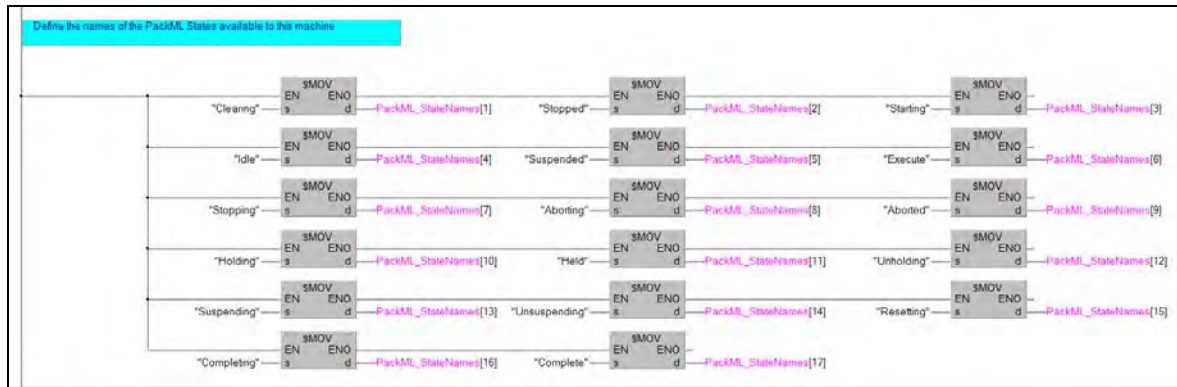 Define the names of the PackML States available to this machine
$MOV $MOV $MOV
EN ENO EN ENO EN ENO
"Clearing" s d PackML_StateNames[1] "Stopped" s d PackML_StateNames[2] "Starting" s d PackML_StateNames[3]
$MOV $MOV $MOV
EN ENO EN ENO EN ENO
"Idle" s d PackML_StateNames[4] "Suspended" s d PackML_StateNames[5] "Execute" s d PackML_StateNames[6]
$MOV $MOV $MOV
EN ENO EN ENO EN ENO
"Stopping" s d PackML_StateNames[7] "Aborting" s d PackML_StateNames[8] "Aborted" s d PackML_StateNames[9]
$MOV $MOV $MOV
EN ENO EN ENO EN ENO
"Holding" s d PackML_StateNames[10] "Held" s d PackML_StateNames[11] "Unholding" s d PackML_StateNames[12]
$MOV $MOV $MOV
EN ENO EN ENO EN ENO
"Suspending" s d PackML_StateNames[13] "Unsuspending" s d PackML_StateNames[14] "Resetting" s d PackML_StateNames[15]
$MOV $MOV
EN ENO EN ENO
"Completing" s d PackML_StateNames[16] "Complete" s d PackML_StateNames[17]